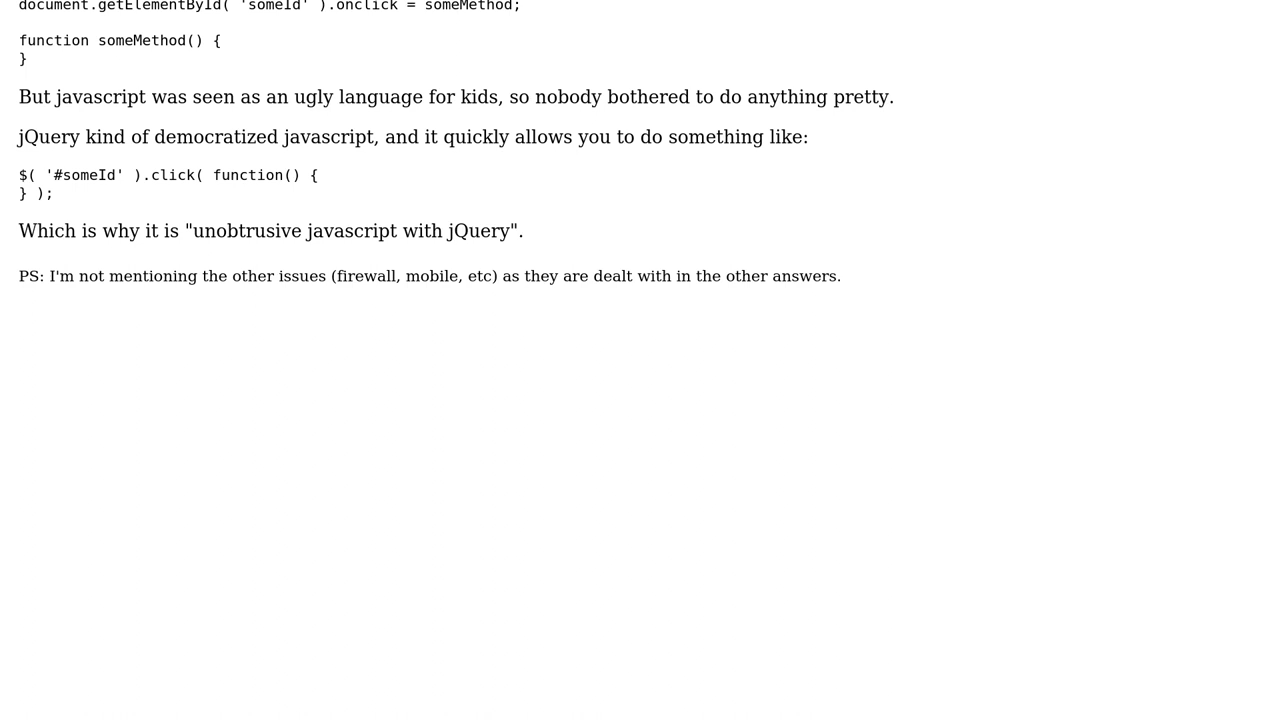 document.getElementById( 'someId' ).onclick = someMethod;
function someMethod() {
}
But javascript was seen as an ugly language for kids, so nobody bothered to do anything pretty.
jQuery kind of democratized javascript, and it quickly allows you to do something like:
$( '#someId' ).click( function() {
} );
Which is why it is "unobtrusive javascript with jQuery".
PS: I'm not mentioning the other issues (firewall, mobile, etc) as they are dealt with in the other answers.